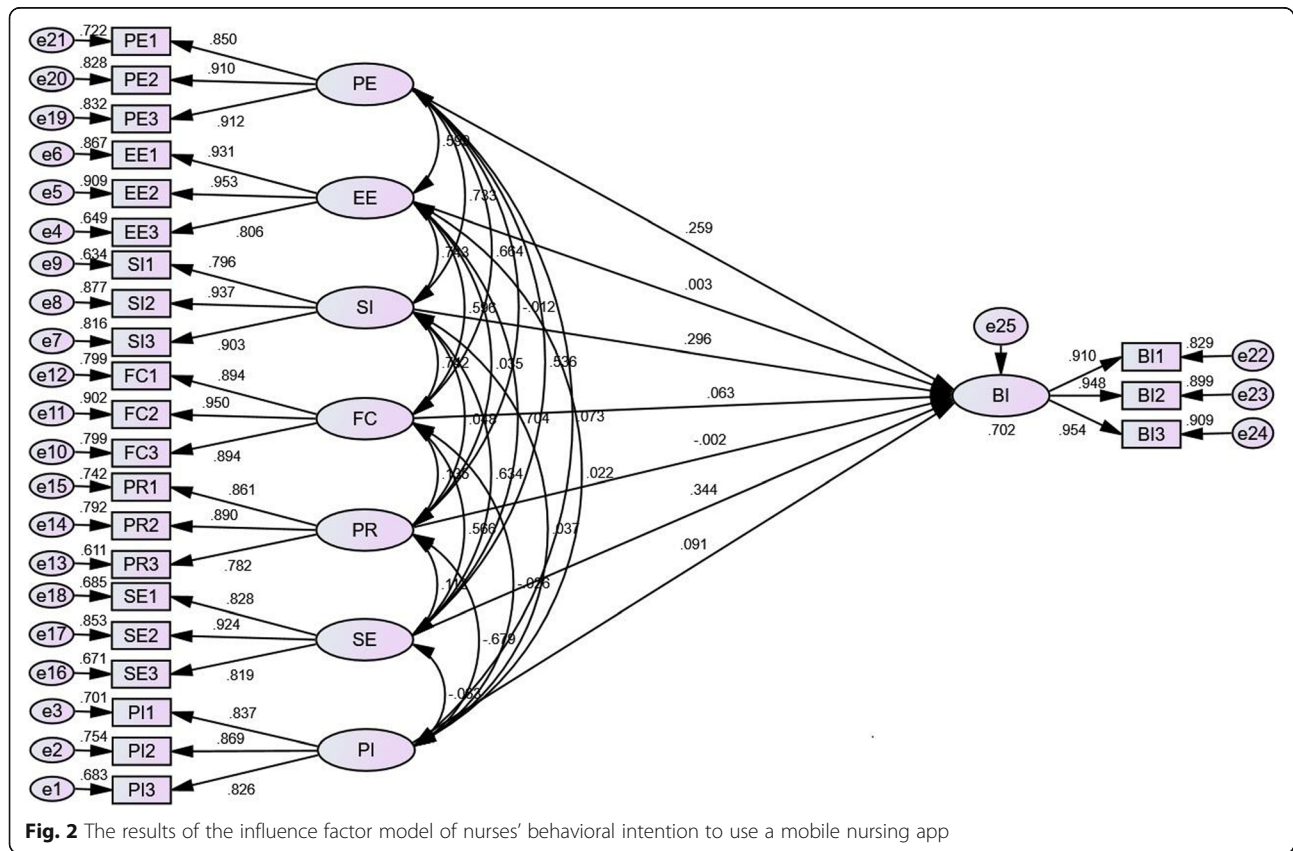 e21 .722 PE1 .850
e20 .828 PE2 .910
e19 .832 PE3 .912
PE
e6 .867 EE1 .931
e5 .909 EE2 .953
e4 .649 EE3 .806
EE
e9 .634 SI1 .796
e8 .877 SI2 .937
e7 .816 SI3 .903
SI
e12 .799 FC1 .894
e11 .902 FC2 .950
e10 .799 FC3 .894
FC
e15 .742 PR1 .861
e14 .792 PR2 .890
e13 .611 PR3 .782
PR
e18 .685 SE1 .828
e17 .853 SE2 .924
e16 .671 SE3 .819
SE
e3 .701 PI1 .837
e2 .754 PI2 .869
e1 .683 PI3 .826
PI
.733
.664
.596
-.012
.742
.035
.536
.048
.704
.073
.634
.022
.566
.037
-.679
.259
.003
.296
.063
-.002
.344
.091
e25
BI
.702
.910 BI1 .829 e22
.948 BI2 .899 e23
.954 BI3 .909 e24
Fig. 2 The results of the influence factor model of nurses' behavioral intention to use a mobile nursing app